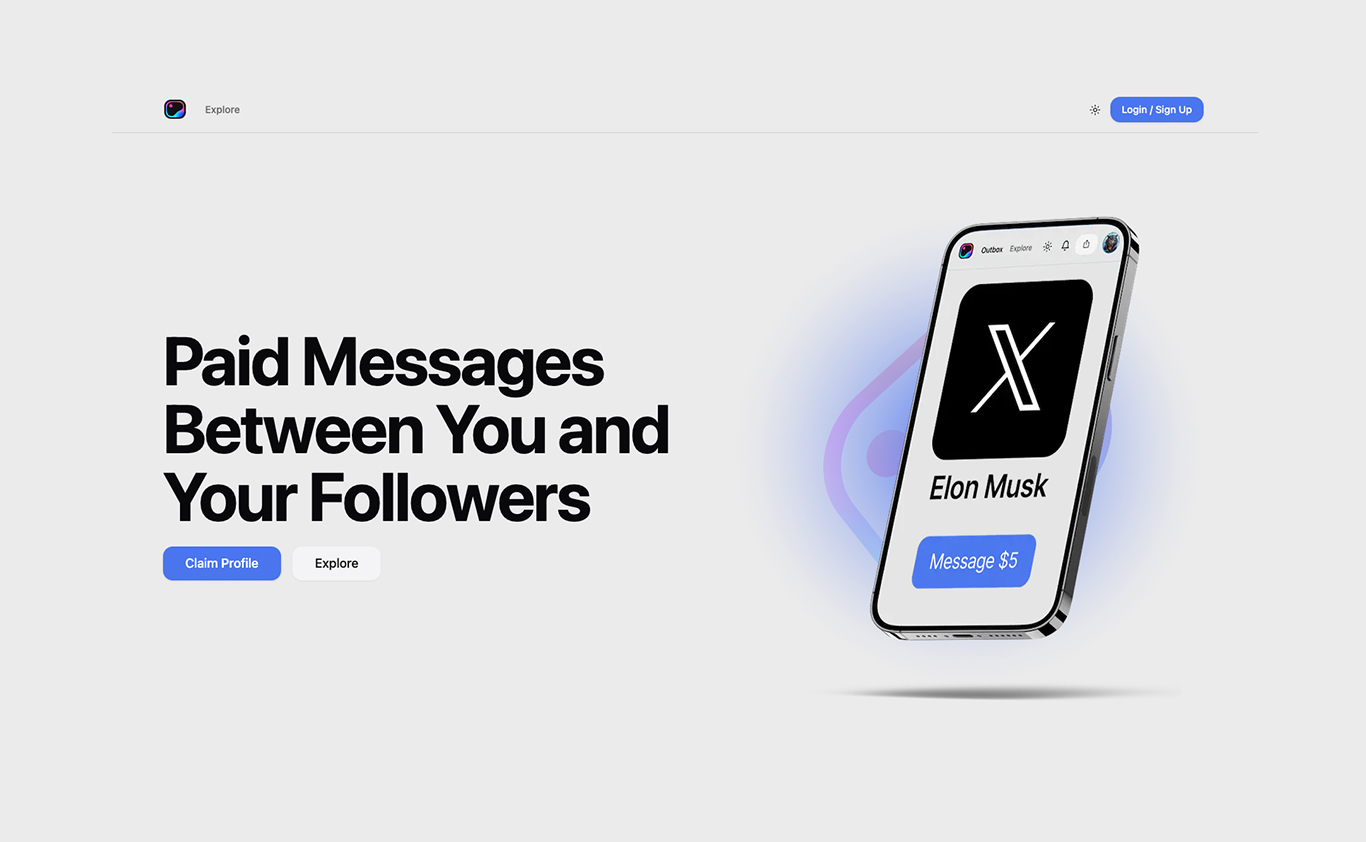 Explore
Login / Sign Up
Outbox Explore
Elon Musk
Message $5
Paid Messages
Between You and
Your Followers
Claim Profile
Explore